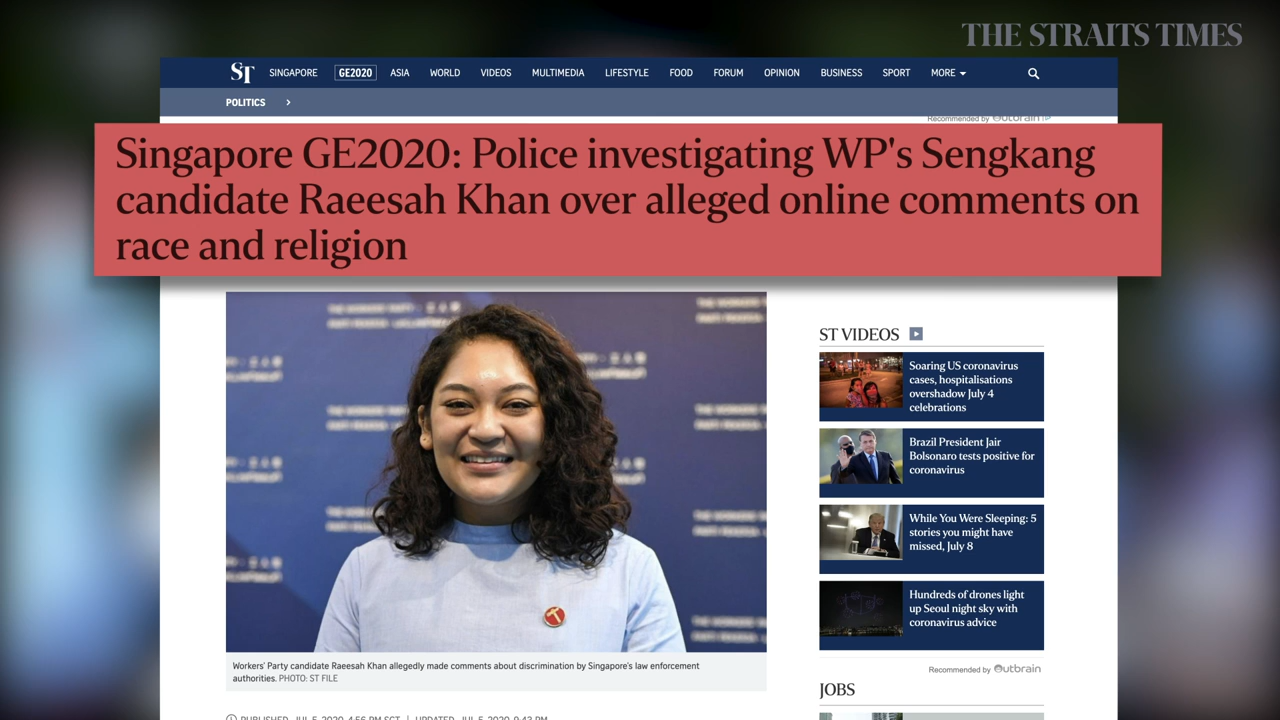 THE STRAITS TIMES
ST SINGAPORE GE2020 ASIA WORLD VIDEOS MULTIMEDIA LIFESTYLE FOOD FORUM OPINION BUSINESS SPORT MORE
POLITICS
Recommended by Outbrain
Singapore GE2020: Police investigating WP's Sengkang
candidate Raeesah Khan over alleged online comments on
race and religion
ST VIDEOS
Soaring US coronavirus
cases, hospitalisations
overshadow July 4
celebrations
Brazil President Jair
Bolsonaro tests positive for
coronavirus
While You Were Sleeping: 5
stories you might have
missed, July 8
Hundreds of drones light
up Seoul night sky with
coronavirus advice
Recommended by Outbrain
JOBS
Workers' Party candidate Raeesah Khan allegedly made comments about discrimination by Singapore's law enforcement
authorities. PHOTO: ST FILE
PUBLISHED JUL 5, 2020, 4:56 PM SGT | UPDATED JUL 5, 2020, 9:43 PM